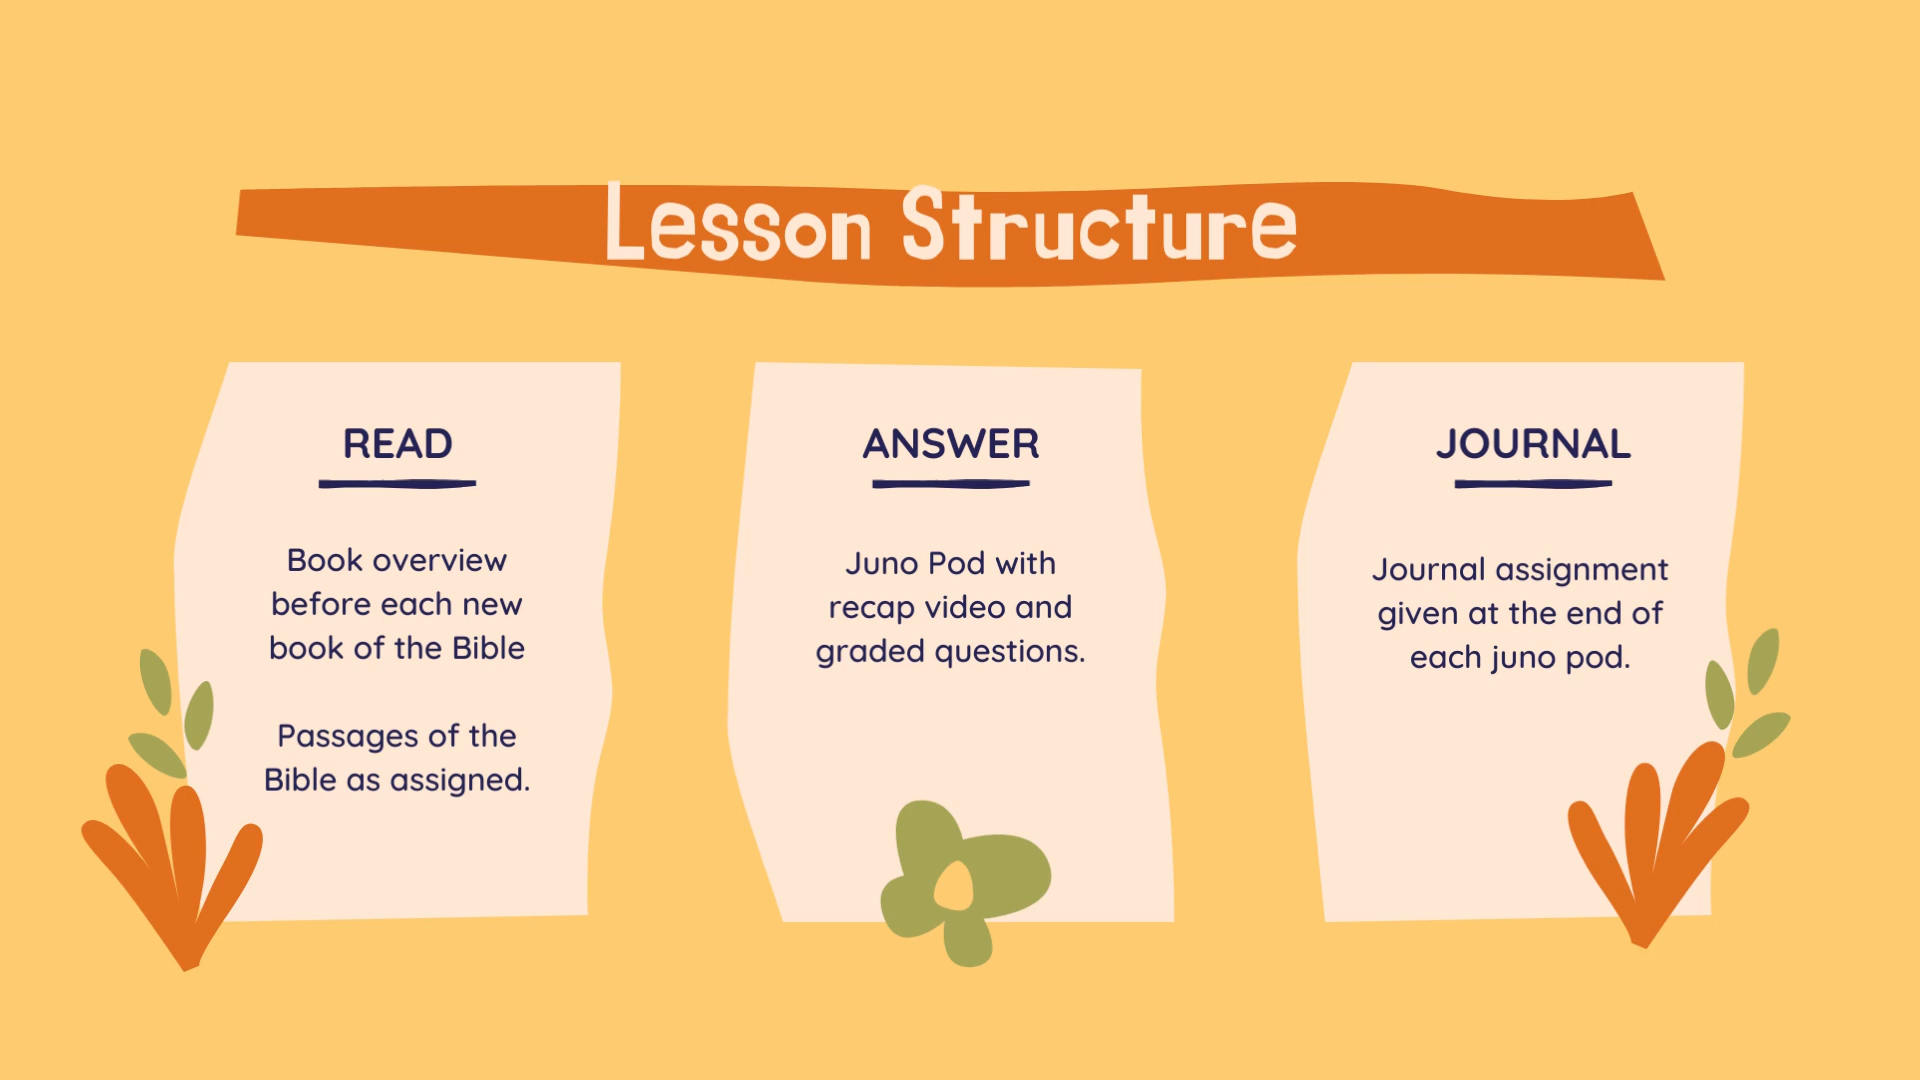 Lesson Structure
READ
Book overview
before each new
book of the Bible
Passages of the
Bible as assigned.
ANSWER
Juno Pod with
recap video and
graded questions.
JOURNAL
Journal assignment
given at the end of
each juno pod.